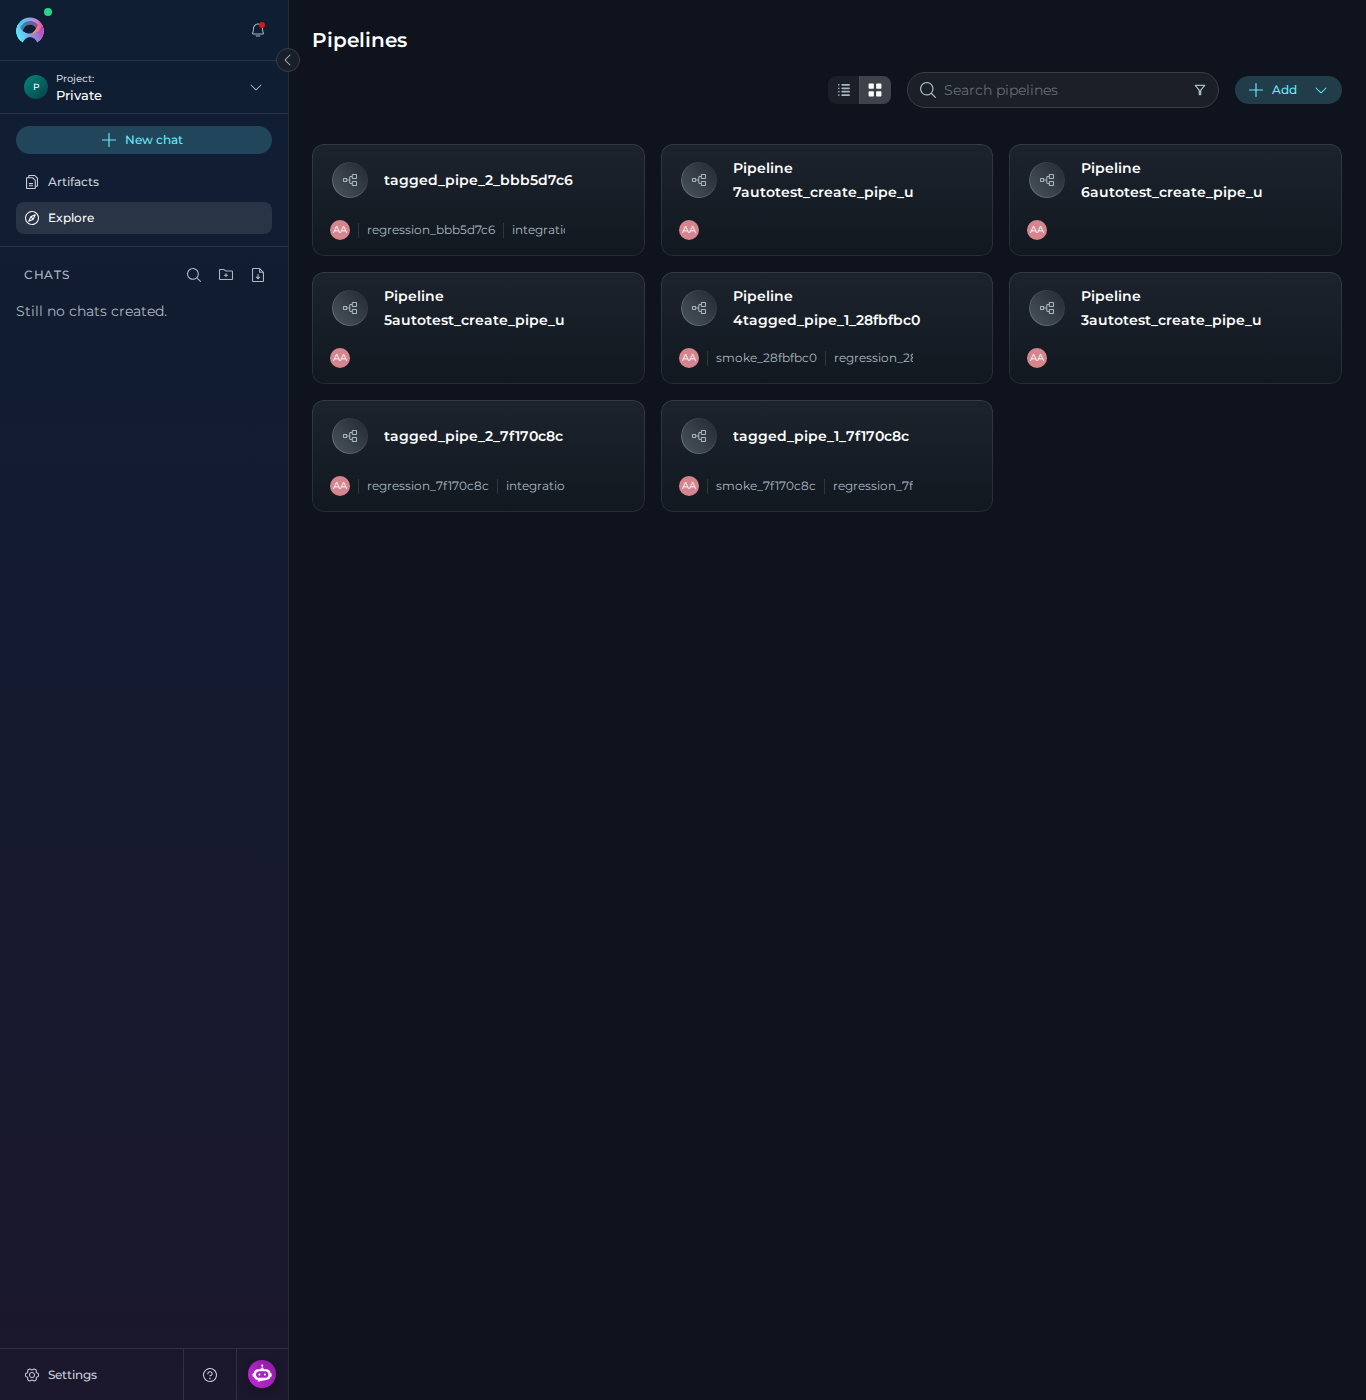 Pipelines
Project:
P
Private
Search pipelines
Add
New chat
Artifacts
Explore
CHATS
Still no chats created.
tagged_pipe_2_bbb5d7c6
AA
regression_bbb5d7c6
Pipeline
7autotest_create_pipe_u
AA
Pipeline
6autotest_create_pipe_u
AA
Pipeline
5autotest_create_pipe_u
AA
Pipeline
4tagged_pipe_1_28fbfbc0
AA
smoke_28fbfbc0
regression_28
Pipeline
3autotest_create_pipe_u
AA
tagged_pipe_2_7f170c8c
AA
regression_7f170c8c
integratio
tagged_pipe_1_7f170c8c
AA
smoke_7f170c8c
regression_7f
Settings